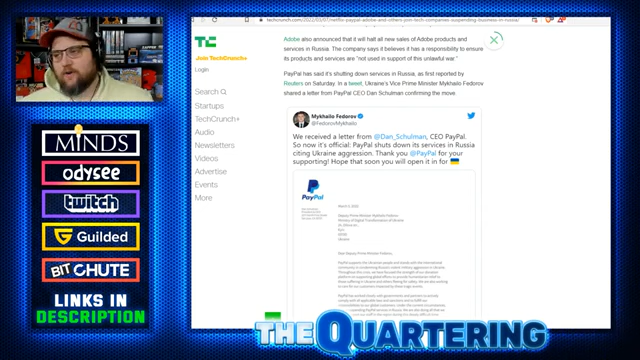 techcrunch.com/2022/03/07/netflix-paypal-adobe-and-others-join-tech-companies-suspending-business-in-russia/
Join TechCrunch+
Login
Search
Startups
TechCrunch+
Audio
Newsletters
Videos
Advertise
Events
More
Adobe also announced that it will halt all new sales of Adobe products and
services in Russia. The company says it believes it has a responsibility to ensure
its products and services are "not used in support of this unlawful war."
PayPal has said it's shutting down services in Russia, as first reported by
Reuters on Saturday. In a tweet, Ukraine's Vice Prime Minister Mykhailo Fedorov
shared a letter from PayPal CEO Dan Schulman confirming the move.
Mykhailo Fedorov
@FedorovMykhailo
We received a letter from @Dan_Schulman, CEO PayPal.
So now it's official: PayPal shuts down its services in Russia
citing Ukraine aggression. Thank you @PayPal for your
supporting! Hope that soon you will open it in for
PayPal
MINDS
odysee
twitch
Guilded
BITCHUTE
LINKS IN
DESCRIPTION
THE QUARTERING